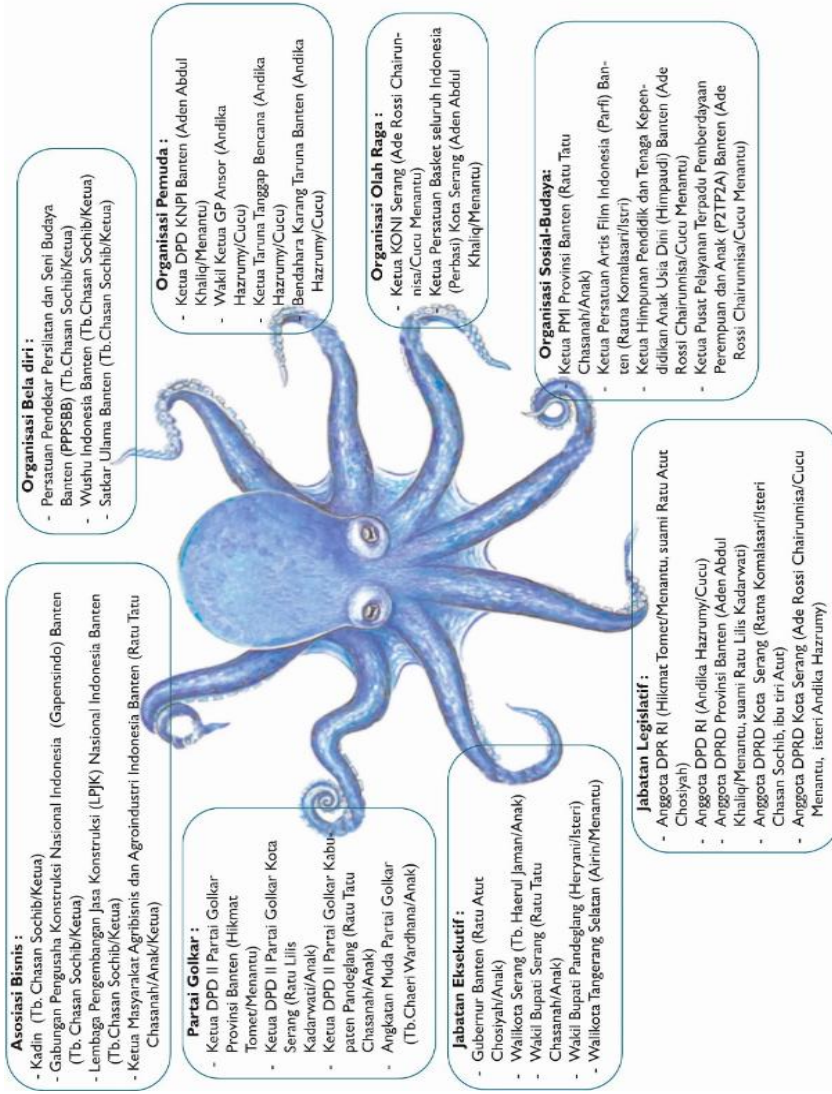 Asosiasi Bisnis :
- Kadin (Tb. Chasan Sochib/Ketua)
- Gabungan Pengusaha Konstruksi Nasional Indonesia (Gapensindo) Banten
(Tb. Chasan Sochib/Ketua)
- Lembaga Pengembangan Jasa Konstruksi (LPJK) Nasional Indonesia Banten
(Tb.Chasan Sochib/Ketua)
- Ketua Masyarakat Agribisnis dan Agroindustri Indonesia Banten (Ratu Tatu
Chasanah/Anak/Ketua)
Organisasi Bela diri :
- Persatuan Pendekar Persilatan dan Seni Budaya
Banten (PPPSBB) (Tb.Chasan Sochib/Ketua)
- Wushu Indonesia Banten (Tb.Chasan Sochib/Ketua)
- Satkar Ulama Banten (Tb.Chasan Sochib/Ketua)
Partai Golkar :
- Ketua DPD II Partai Golkar
Provinsi Banten (Hikmat
Tomet/Menantu)
- Ketua DPD II Partai Golkar Kota
Serang (Ratu Lilis
Kadarwati/Anak)
- Ketua DPD II Partai Golkar Kabu-
paten Pandeglang (Ratu Tatu
Chasanah/Anak)
- Angkatan Muda Partai Golkar
(Tb.Chaeri Wardhana/Anak)
Organisasi Pemuda :
- Ketua DPD KNPI Banten (Aden Abdul
Khaliq/Menantu)
- Wakil Ketua GP Ansor (Andika
Hazrumy/Cucu)
- Ketua Taruna Tanggap Bencana (Andika
Hazrumy/Cucu)
- Bendahara Karang Taruna Banten (Andika
Hazrumy/Cucu)
Organisasi Olah Raga :
- Ketua KONI Serang (Ade Rossi Chairun-
nisa/Cucu Menantu)
- Ketua Persatuan Basket seluruh Indonesia
(Perbasi) Kota Serang (Aden Abdul
Khaliq/Menantu)
Jabatan Eksekutif :
- Gubernur Banten (Ratu Atut
Chosiyah/Anak)
- Walikota Serang (Tb. Haerul Jaman/Anak)
- Wakil Bupati Serang (Ratu Tatu
Chasanah/Anak)
- Wakil Bupati Pandeglang (Heryani/Isteri)
- Walikota Tangerang Selatan (Airin/Menantu)
Jabatan Legislatif :
- Anggota DPR RI (Hikmat Tomet/Menantu, suami Ratu Atut
Chosiyah)
- Anggota DPD RI (Andika Hazrumy/Cucu)
- Anggota DPRD Provinsi Banten (Aden Abdul
Khaliq/Menantu, suami Ratu Lilis Kadarwati)
- Anggota DPRD Kota Serang (Ratna Komalasari/Isteri
Chasan Sochib, ibu tiri Atut)
- Anggota DPRD Kota Serang (Ade Rossi Chairunnisa/Cucu
Menantu, isteri Andika Hazrumy)
Organisasi Sosial-Budaya:
- Ketua PMI Provinsi Banten (Ratu Tatu
Chasanah/Anak)
- Ketua Persatuan Artis Film Indonesia (Parfi) Ban-
ten (Ratna Komalasari/Istri)
- Ketua Himpunan Pendidik dan Tenaga Kepen-
didikan Anak Usia Dini (Himpaudi) Banten (Ade
Rossi Chairunnisa/Cucu Menantu)
- Ketua Pusat Pelayanan Terpadu Pemberdayaan
Perempuan dan Anak (P2TP2A) Banten (Ade
Rossi Chairunnisa/Cucu Menantu)